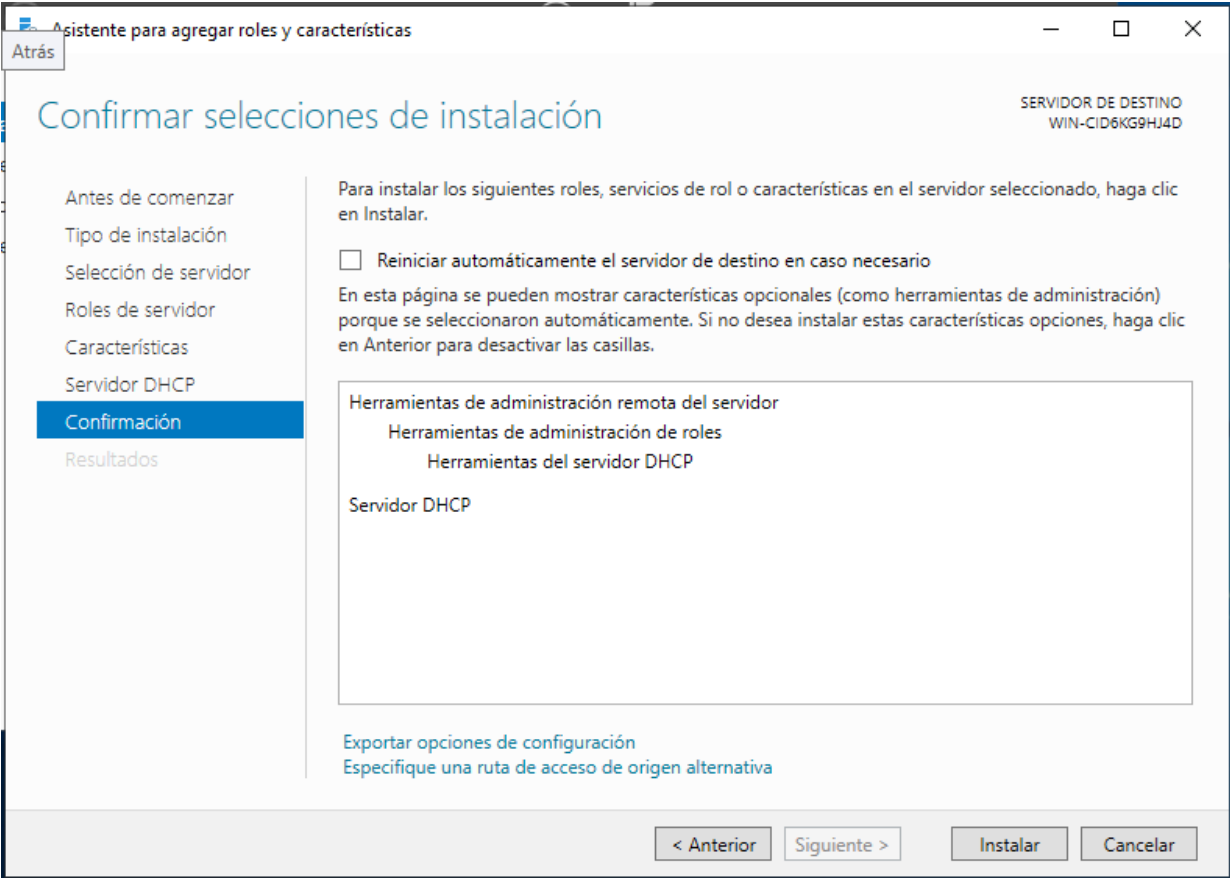 Asistente para agregar roles y características
Atrás
Confirmar selecciones de instalación
SERVIDOR DE DESTINO
WIN-CID6KG9HJ4D
Antes de comenzar
Tipo de instalación
Selección de servidor
Roles de servidor
Características
Servidor DHCP
Confirmación
Resultados
Para instalar los siguientes roles, servicios de rol o características en el servidor seleccionado, haga clic
en Instalar.
Reiniciar automáticamente el servidor de destino en caso necesario
En esta página se pueden mostrar características opcionales (como herramientas de administración)
porque se seleccionaron automáticamente. Si no desea instalar estas características opciones, haga clic
en Anterior para desactivar las casillas.
Herramientas de administración remota del servidor
Herramientas de administración de roles
Herramientas del servidor DHCP
Servidor DHCP
Exportar opciones de configuración
Especifique una ruta de acceso de origen alternativa
< Anterior
Siguiente >
Instalar
Cancelar